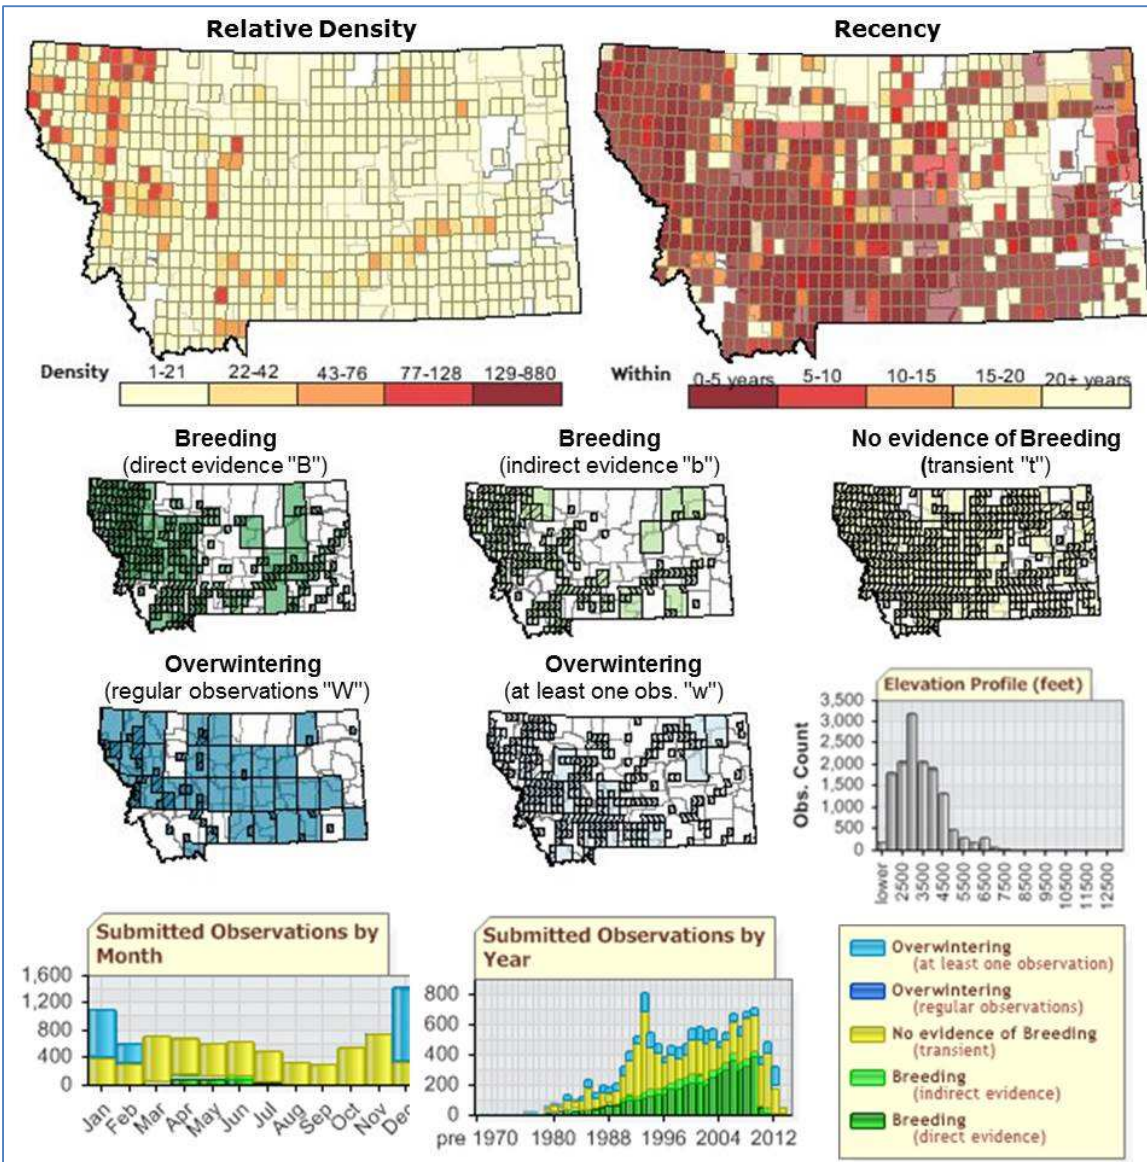 Relative Density
Recency
Density 1-21 22-42 43-76 77-128 129-880
Within 0-5 years 5-10 10-15 15-20 20+ years
Breeding
(direct evidence "B")
Breeding
(indirect evidence "b")
No evidence of Breeding
(transient "t")
Overwintering
(regular observations "W")
Overwintering
(at least one obs. "w")
Elevation Profile (feet)
Obs. Count
3,500
3,000
2,500
2,000
1,500
1,000
500
0
lower 2500 3500 4500 5500 6500 7500 8500 9500 10500 11500 12500
Submitted Observations by
Month
1,600
1,200
800
400
0
Jan Feb Mar Apr May Jun Jul Aug Sep Oct Nov Dec
Submitted Observations by
Year
800
600
400
200
0
pre 1970 1980 1988 1996 2004 2012
Overwintering
(at least one observation)
Overwintering
(regular observations)
No evidence of Breeding
(transient)
Breeding
(indirect evidence)
Breeding
(direct evidence)